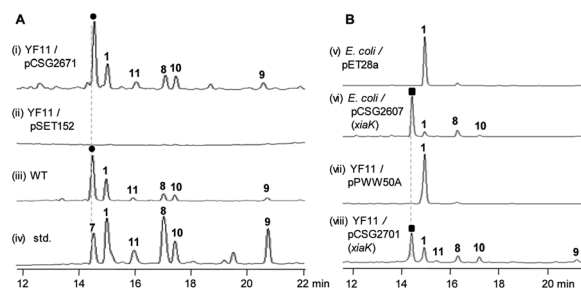 A
(i) YF11 /
pCSG2671
● 1 11 8 10 9
(ii) YF11 /
pSET152
(iii) WT
● 1 11 8 10 9
(iv) std.
7 1 11 8 10 9
12 14 16 18 20 22 min
B
(v) E. coli /
pET28a
1
(vi) E. coli /
pCSG2607
(xiaK)
■ 1 8 10
(vii) YF11 /
pPWW50A
1
(viii) YF11 /
pCSG2701
(xiaK)
■ 1 11 8 10 9
12 14 16 18 20 min